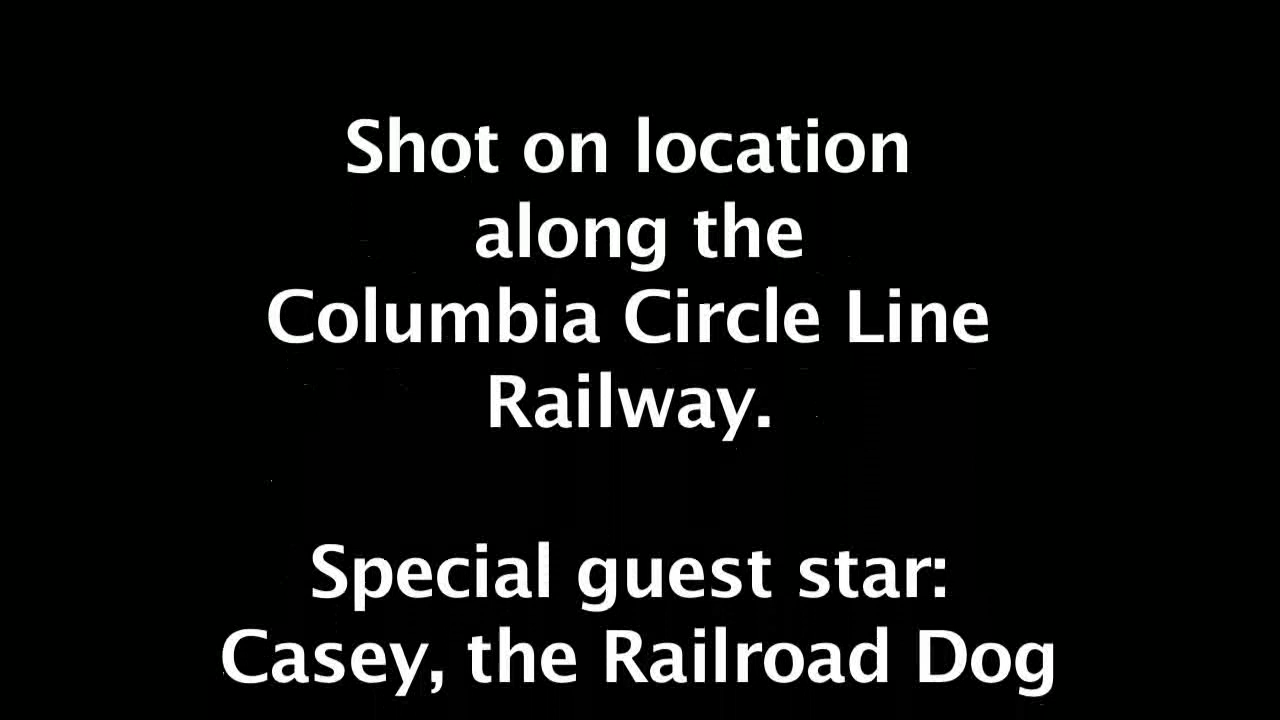 Shot on location
along the
Columbia Circle Line
Railway.
Special guest star:
Casey, the Railroad Dog